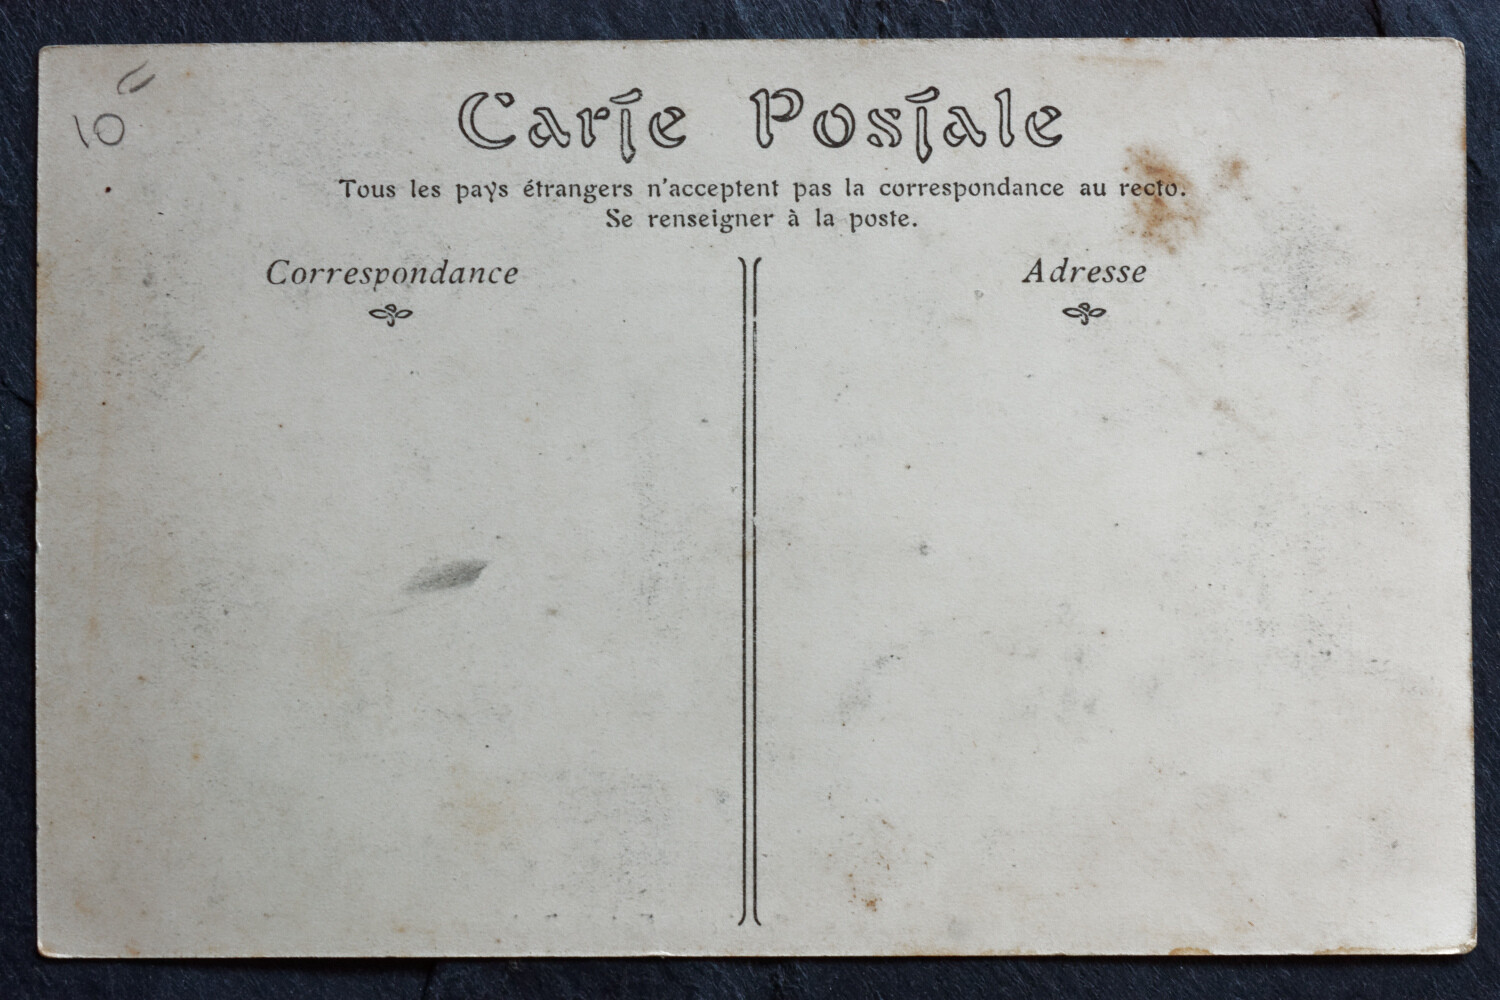 10
Carte Postale
Tous les pays étrangers n'acceptent pas la correspondance au recto.
Se renseigner à la poste.
Correspondance
Adresse